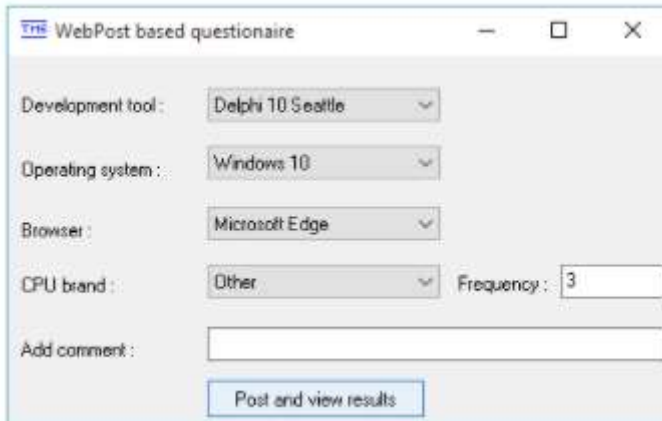 TMS WebPost based questionaire
Development tool : Delphi 10 Seattle
Operating system : Windows 10
Browser : Microsoft Edge
CPU brand : Other Frequency : 3
Add comment :
Post and view results